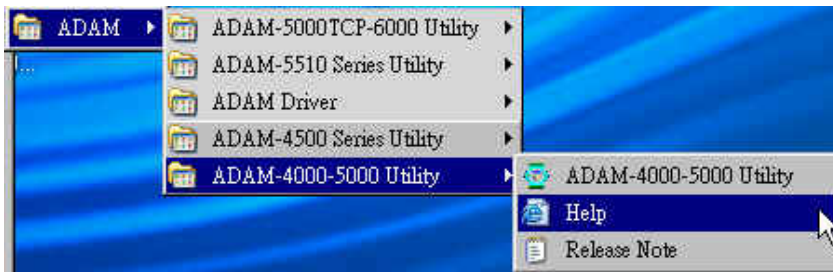 ADAM
ADAM-5000TCP-6000 Utility
ADAM-5510 Series Utility
ADAM Driver
ADAM-4500 Series Utility
ADAM-4000-5000 Utility
ADAM-4000-5000 Utility
Help
Release Note